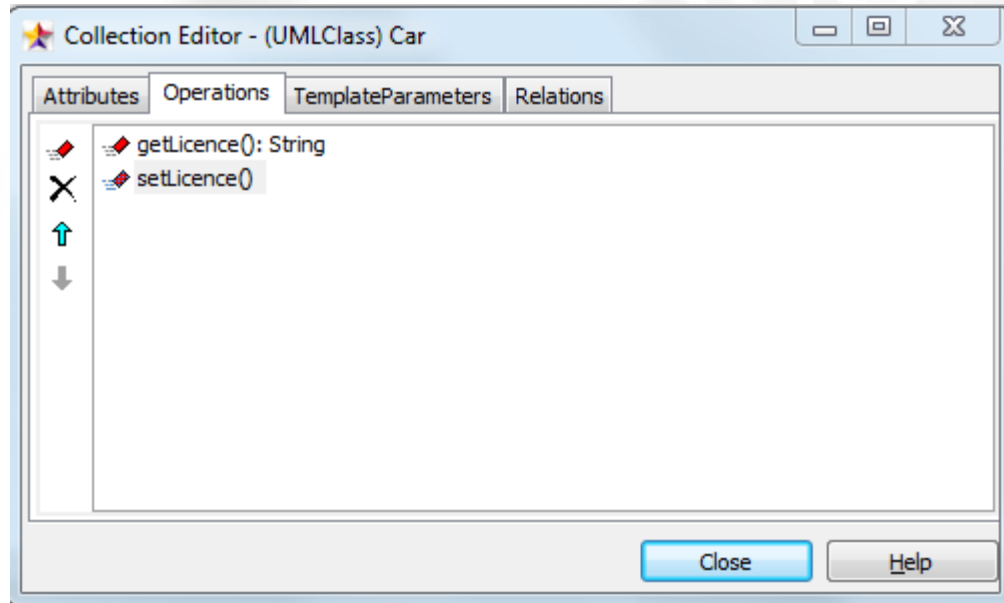 Collection Editor - (UMLClass) Car
Attributes Operations TemplateParameters Relations
getLicence(): String
setLicence()
Close Help